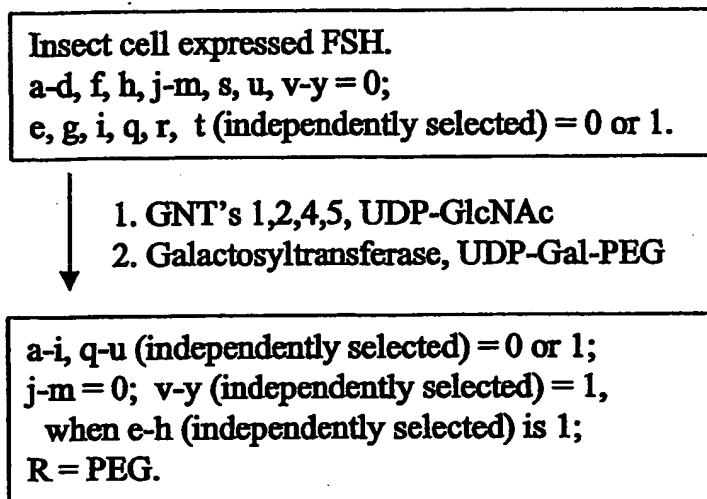 Insect cell expressed FSH.
a-d, f, h, j-m, s, u, v-y = 0;
e, g, i, q, r, t (independently selected) = 0 or 1.
1. GNT's 1,2,4,5, UDP-GlcNAc
2. Galactosyltransferase, UDP-Gal-PEG
a-i, q-u (independently selected) = 0 or 1;
j-m = 0; v-y (independently selected) = 1,
when e-h (independently selected) is 1;
R = PEG.